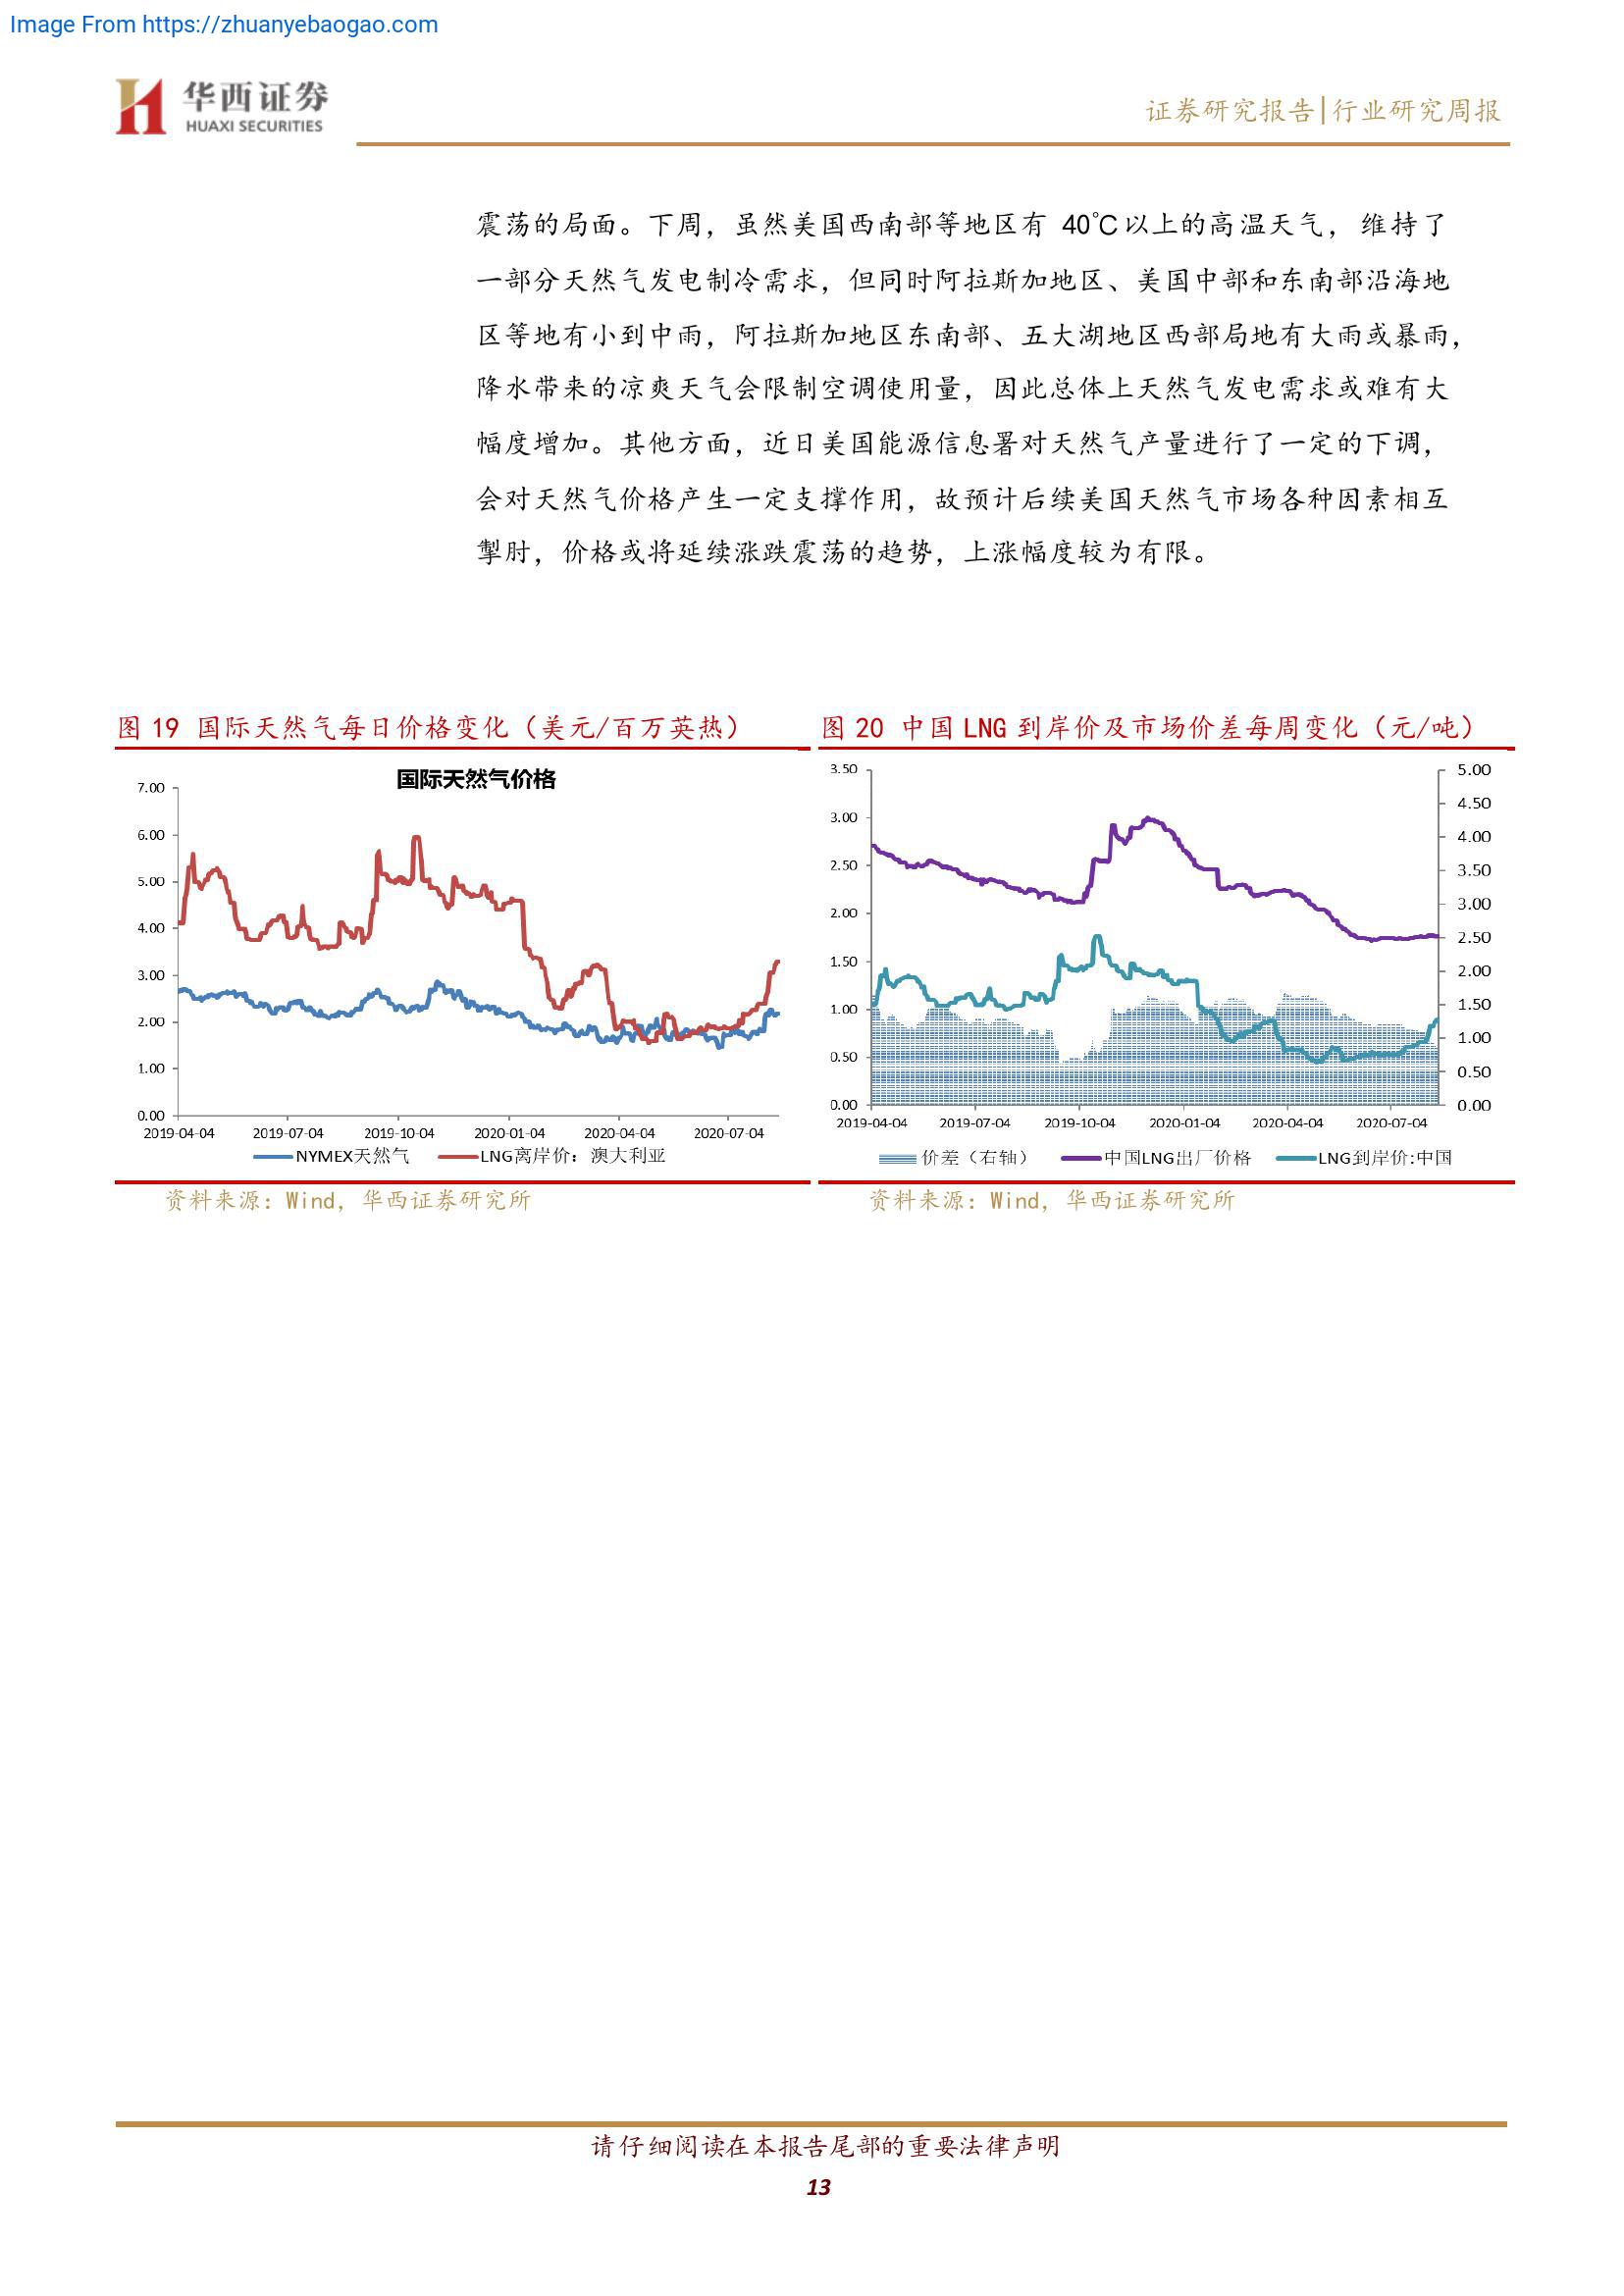 Image From https://zhuanyebaogao.com
华西证券
HUAXI SECURITIES
证券研究报告|行业研究周报
震荡的局面。下周，虽然美国西南部等地区有 40℃以上的高温天气，维持了
一部分天然气发电制冷需求，但同时阿拉斯加地区、美国中部和东南部沿海地
区等地有小到中雨，阿拉斯加地区东南部、五大湖地区西部局地有大雨或暴雨，
降水带来的凉爽天气会限制空调使用量，因此总体上天然气发电需求或难有大
幅度增加。其他方面，近日美国能源信息署对天然气产量进行了一定的下调，
会对天然气价格产生一定支撑作用，故预计后续美国天然气市场各种因素相互
掣肘，价格或将延续涨跌震荡的趋势，上涨幅度较为有限。
图 19 国际天然气每日价格变化（美元/百万英热）
国际天然气价格
7.00
6.00
5.00
4.00
3.00
2.00
1.00
0.00
2019-04-04 2019-07-04 2019-10-04 2020-01-04 2020-04-04 2020-07-04
NYMEX天然气 LNG离岸价：澳大利亚
资料来源：Wind，华西证券研究所
图 20 中国 LNG 到岸价及市场价差每周变化（元/吨）
3.50
3.00
2.50
2.00
1.50
1.00
0.50
0.00
5.00
4.50
4.00
3.50
3.00
2.50
2.00
1.50
1.00
0.50
0.00
2019-04-04 2019-07-04 2019-10-04 2020-01-04 2020-04-04 2020-07-04
价差（右轴） 中国LNG出厂价格 LNG到岸价:中国
资料来源：Wind，华西证券研究所
请仔细阅读在本报告尾部的重要法律声明
13